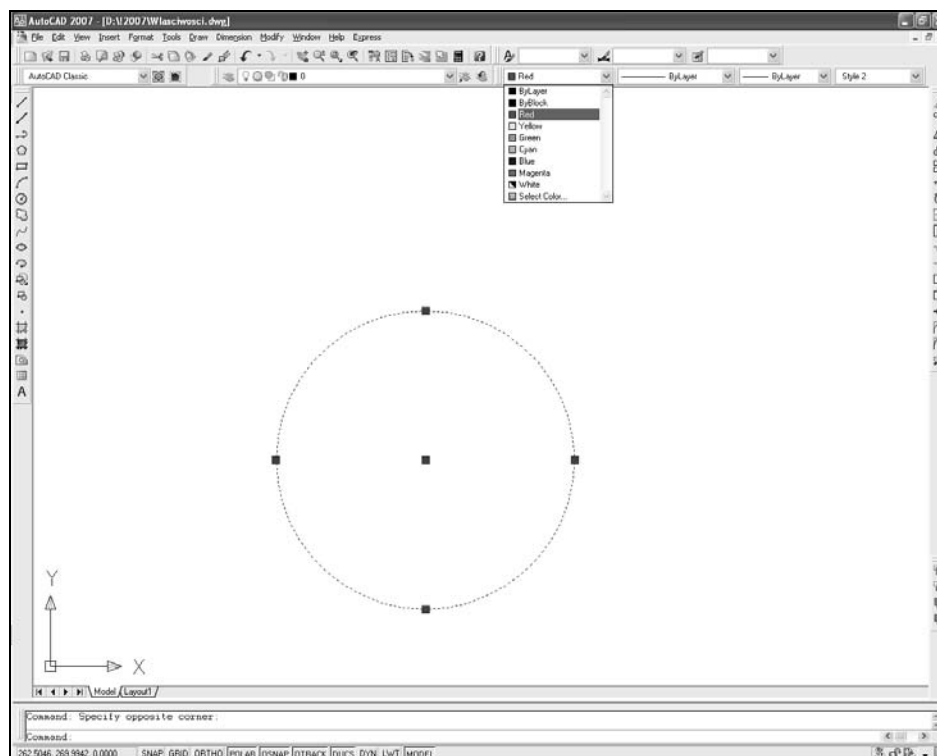 AutoCAD 2007 - [D:\!2007\Wlasciwosci.dwg]
File Edit View Insert Format Tools Draw Dimension Modify Window Help Express
AutoCAD Classic 0 Red ByLayer ByLayer Style 2
ByLayer
ByBlock
Red
Yellow
Green
Cyan
Blue
Magenta
White
Select Color...
A
Y
X
Model Layout1
Command: Specify opposite corner:
Command:
262.5046, 269.9942, 0.0000 SNAP GRID ORTHO POLAR OSNAP OTRACK DUCS DYN LWT MODEL